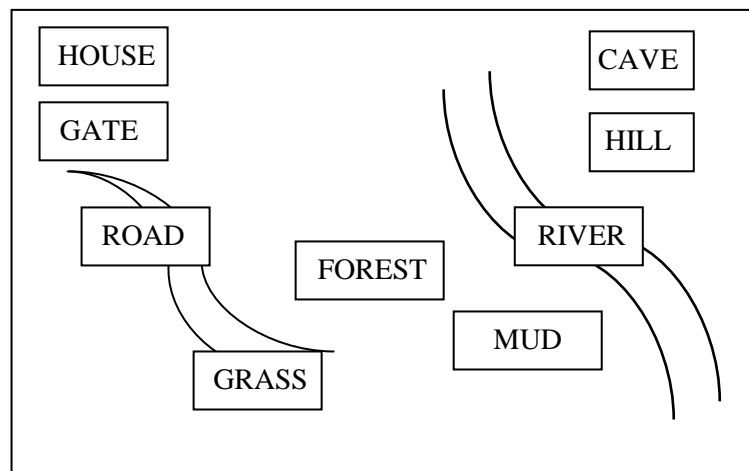 HOUSE
CAVE
GATE
HILL
ROAD
RIVER
FOREST
MUD
GRASS